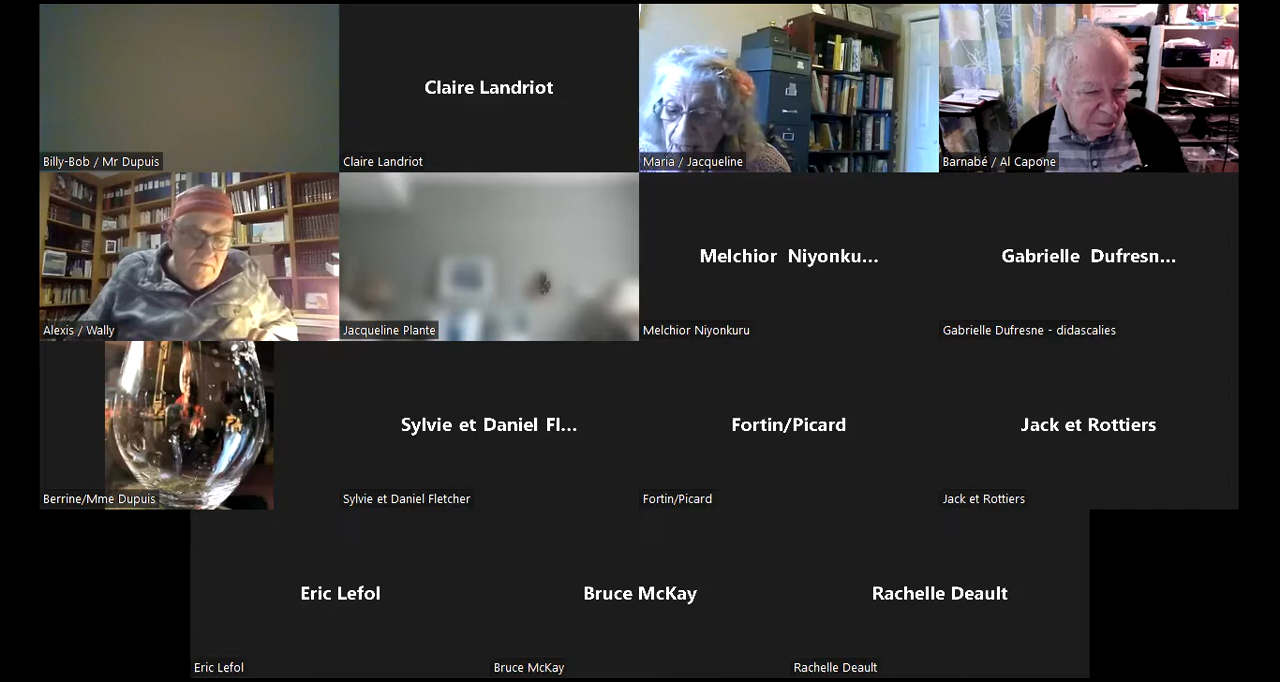 Billy-Bob / Mr Dupuis
Claire Landriot
Claire Landriot
Maria / Jacqueline
Barnabé / Al Capone
Alexis / Wally
Jacqueline Plante
Melchior Niyonku...
Melchior Niyonkuru
Gabrielle Dufresn...
Gabrielle Dufresne - didascalies
Berrine/Mme Dupuis
Sylvie et Daniel Fl...
Sylvie et Daniel Fletcher
Fortin/Picard
Fortin/Picard
Jack et Rottiers
Jack et Rottiers
Eric Lefol
Eric Lefol
Bruce McKay
Bruce McKay
Rachelle Deault
Rachelle Deault